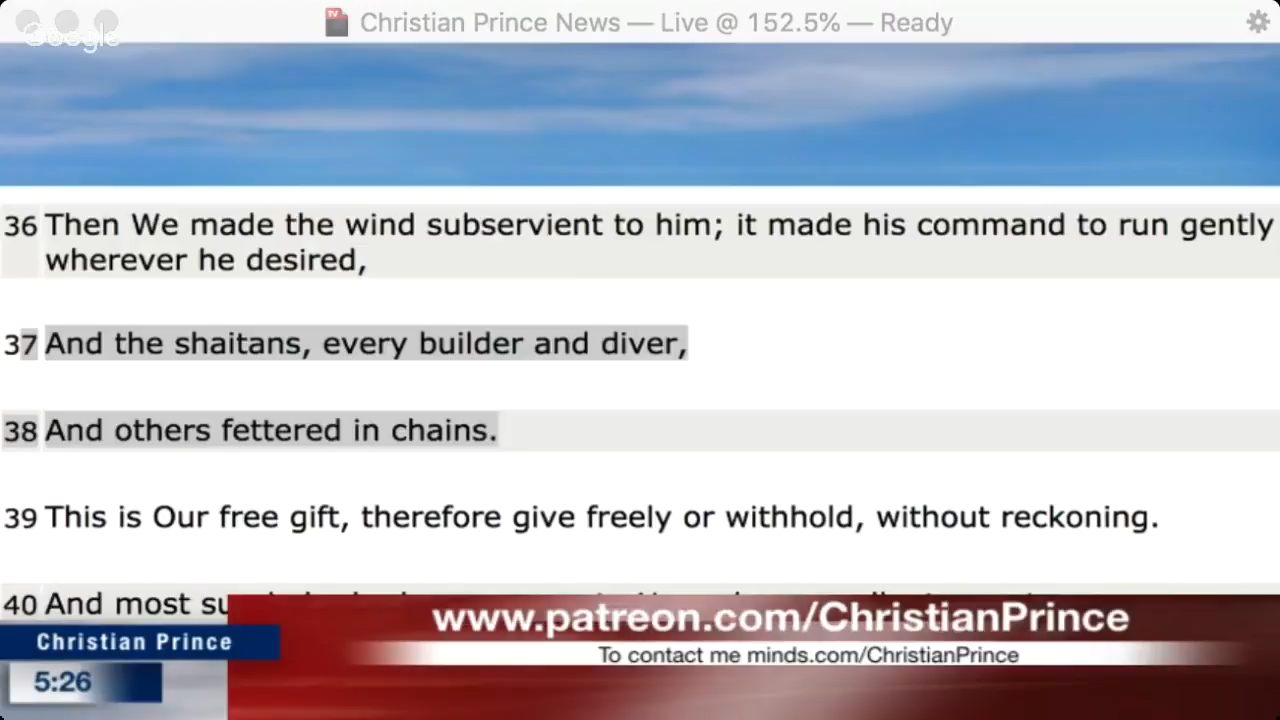 Christian Prince News — Live @ 152.5% — Ready
Google
36 Then We made the wind subservient to him; it made his command to run gently
wherever he desired,
37 And the shaitans, every builder and diver,
38 And others fettered in chains.
39 This is Our free gift, therefore give freely or withhold, without reckoning.
40 And most
www.patreon.com/ChristianPrince
To contact me minds.com/ChristianPrince
Christian Prince
5:26